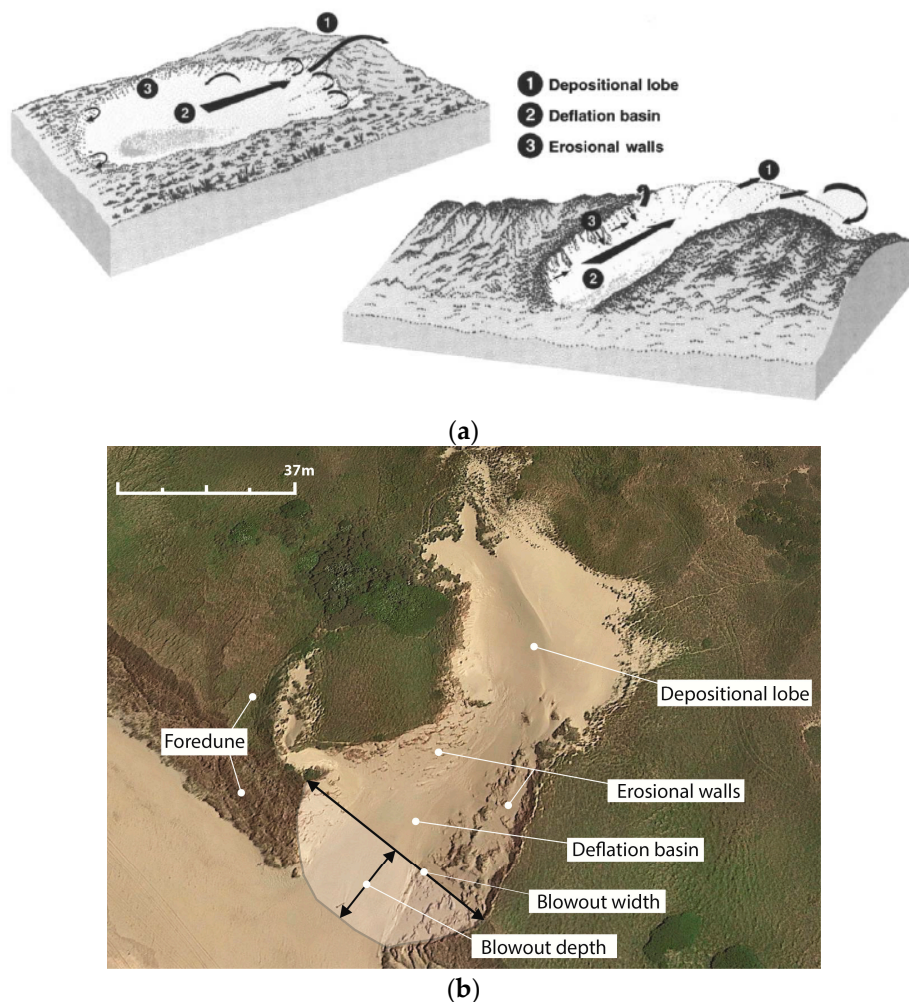 1
3
2
1 Depositional lobe
2 Deflation basin
3 Erosional walls
1
3
2
(a)
37m
Depositional lobe
Foredune
Erosional walls
Deflation basin
Blowout width
Blowout depth
(b)